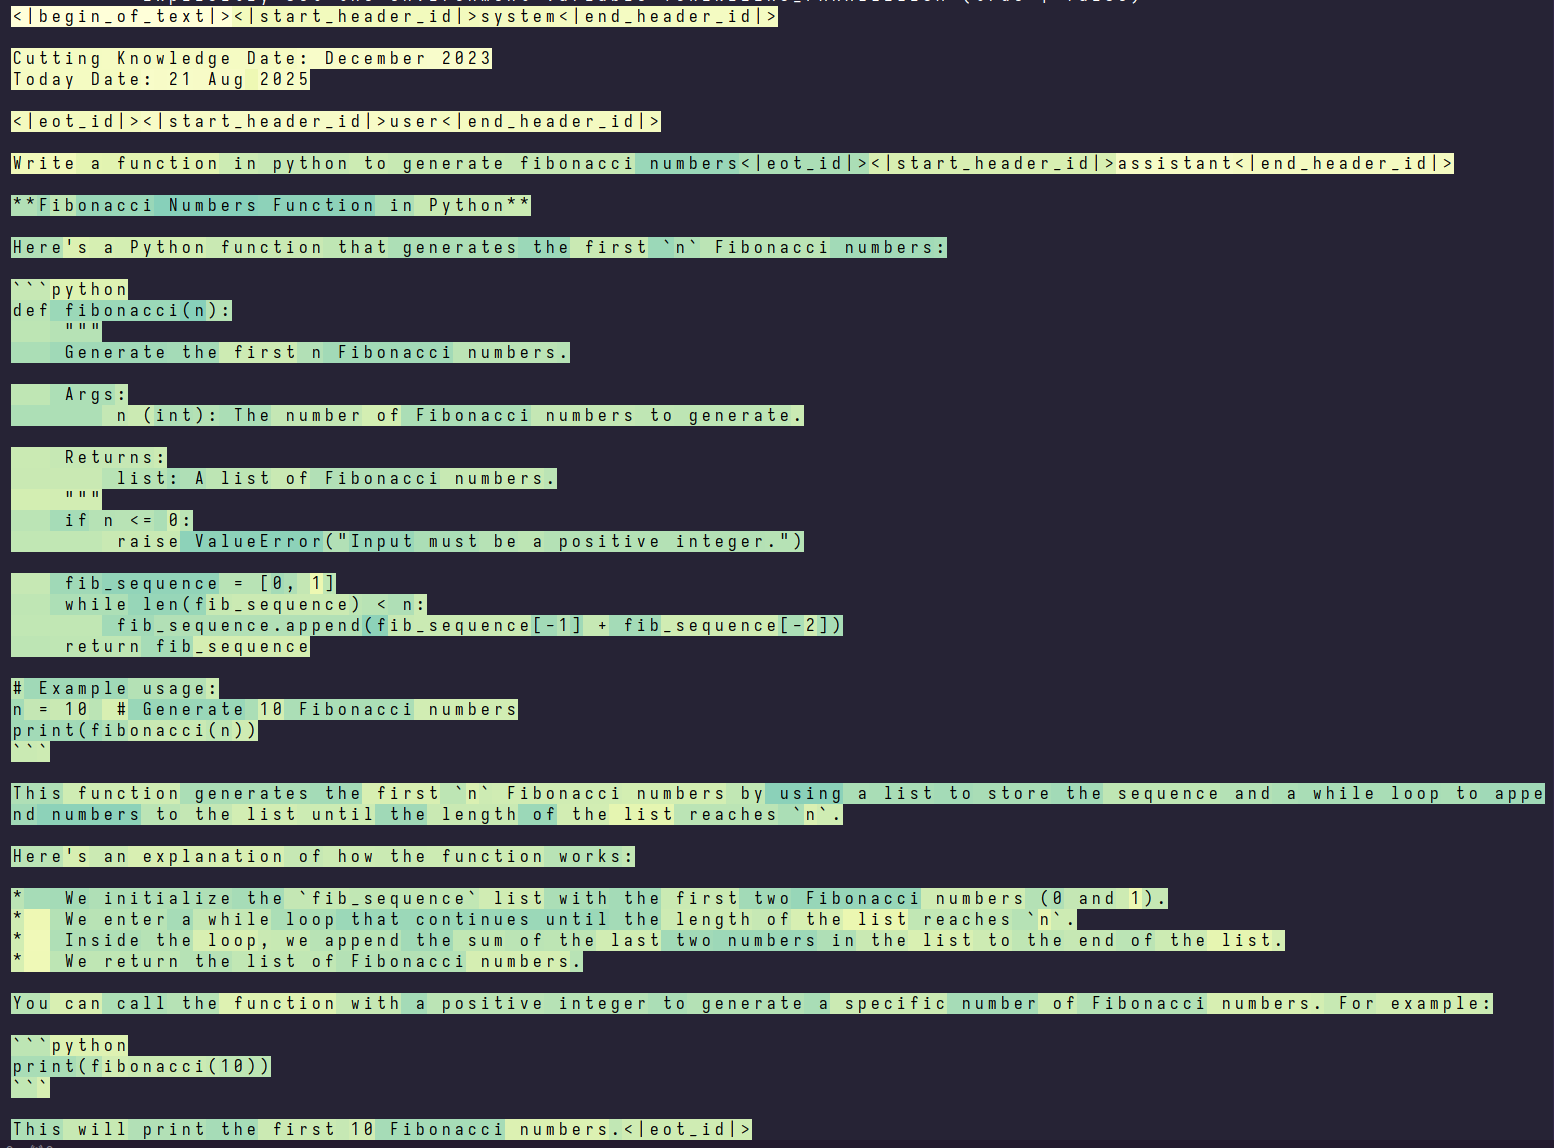 <|begin_of_text|><|start_header_id|>system<|end_header_id|>

Cutting Knowledge Date: December 2023
Today Date: 21 Aug 2025

<|eot_id|><|start_header_id|>user<|end_header_id|>

Write a function in python to generate fibonacci numbers<|eot_id|><|start_header_id|>assistant<|end_header_id|>

**Fibonacci Numbers Function in Python**

Here's a Python function that generates the first `n` Fibonacci numbers:

```python
def fibonacci(n):
    """
    Generate the first n Fibonacci numbers.

    Args:
        n (int): The number of Fibonacci numbers to generate.

    Returns:
        list: A list of Fibonacci numbers.
    """
    if n <= 0:
        raise ValueError("Input must be a positive integer.")

    fib_sequence = [0, 1]
    while len(fib_sequence) < n:
        fib_sequence.append(fib_sequence[-1] + fib_sequence[-2])
    return fib_sequence

# Example usage:
n = 10  # Generate 10 Fibonacci numbers
print(fibonacci(n))
```

This function generates the first `n` Fibonacci numbers by using a list to store the sequence and a while loop to appe
nd numbers to the list until the length of the list reaches `n`.

Here's an explanation of how the function works:

*   We initialize the `fib_sequence` list with the first two Fibonacci numbers (0 and 1).
*   We enter a while loop that continues until the length of the list reaches `n`.
*   Inside the loop, we append the sum of the last two numbers in the list to the end of the list.
*   We return the list of Fibonacci numbers.

You can call the function with a positive integer to generate a specific number of Fibonacci numbers. For example:

```python
print(fibonacci(10))
```

This will print the first 10 Fibonacci numbers.<|eot_id|>